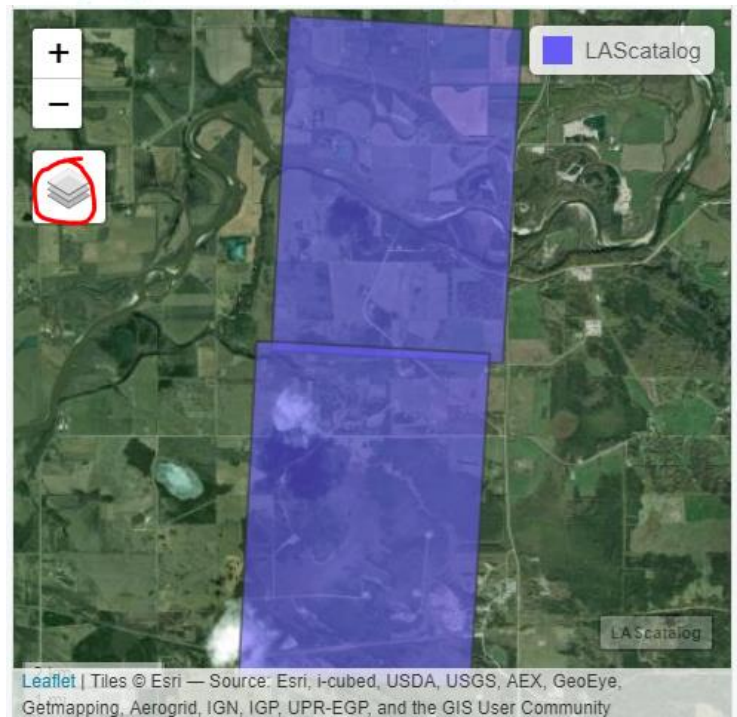 +
LAScatalog
−
LAScatalog
Leaflet | Tiles © Esri — Source: Esri, i-cubed, USDA, USGS, AEX, GeoEye,
Getmapping, Aerogrid, IGN, IGP, UPR-EGP, and the GIS User Community